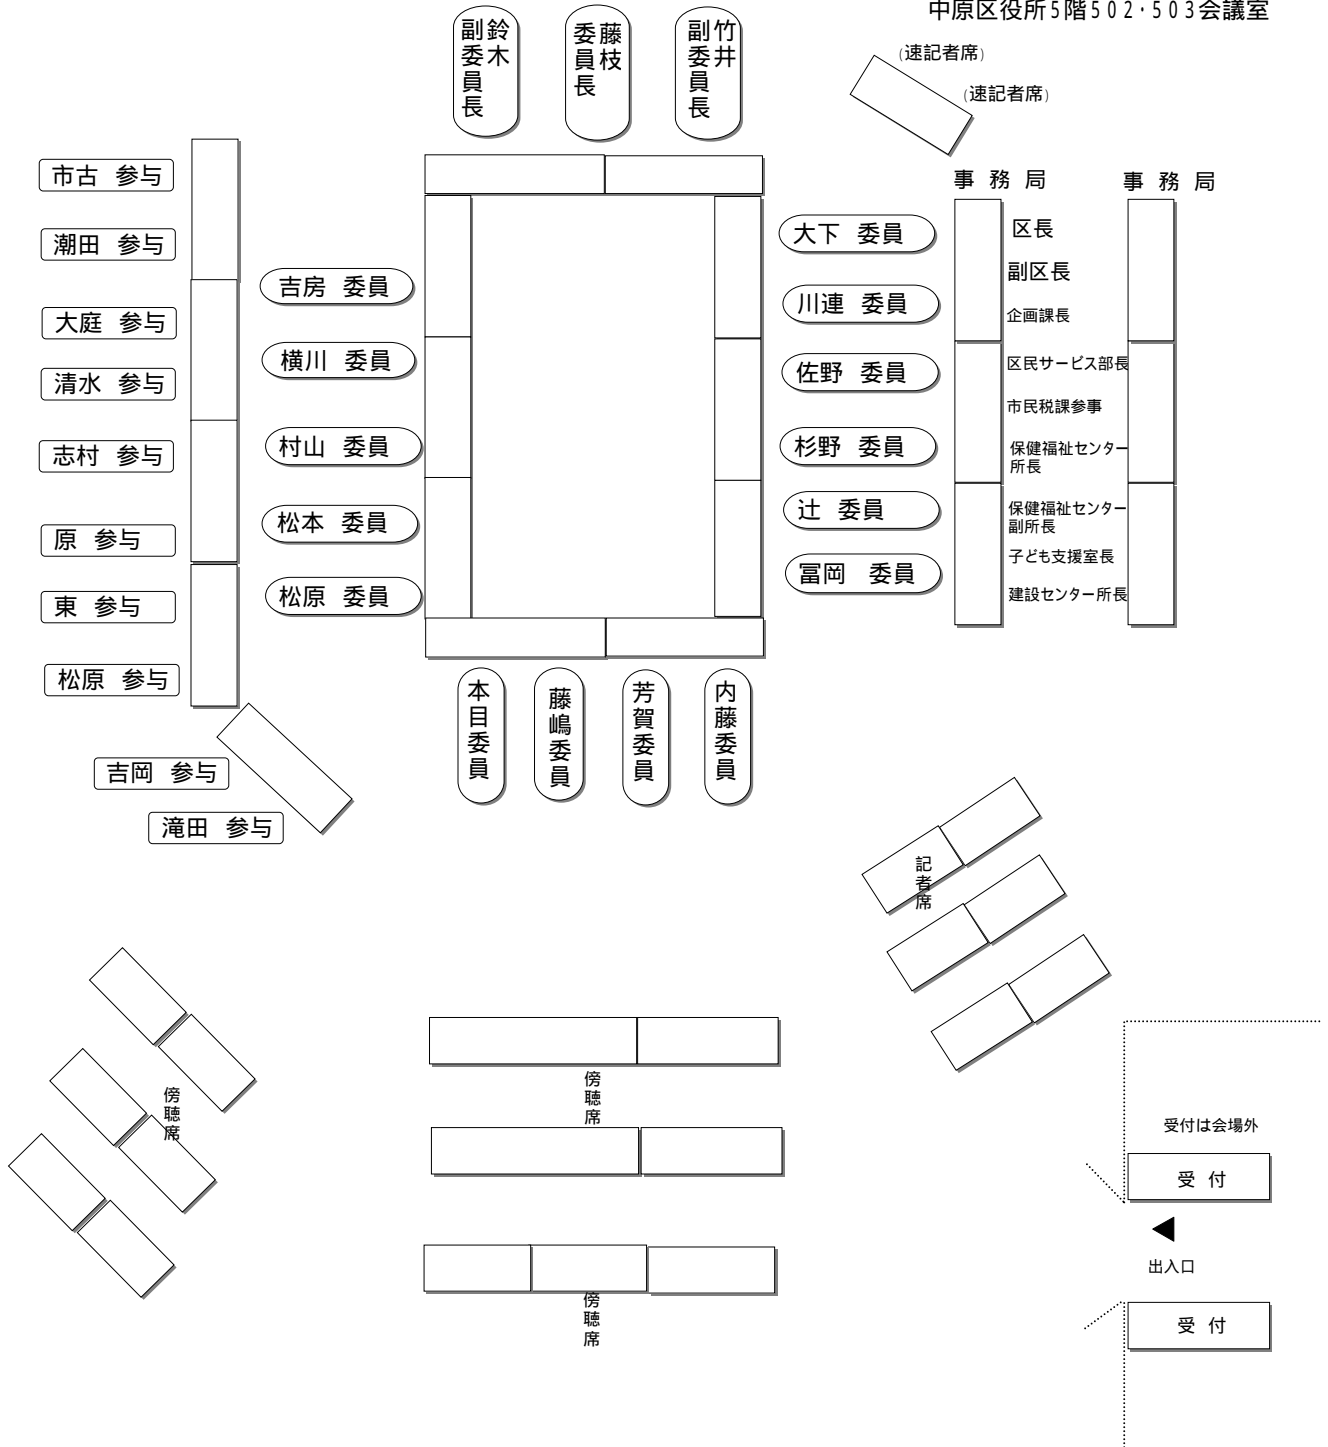 中原区役所5階502・503会議室
鈴木
副委員長
藤枝
委員長
竹井
副委員長
(速記者席)
(速記者席)
市古 参与
潮田 参与
大庭 参与
清水 参与
志村 参与
原 参与
東 参与
松原 参与
吉岡 参与
滝田 参与
吉房 委員
横川 委員
村山 委員
松本 委員
松原 委員
大下 委員
川連 委員
佐野 委員
杉野 委員
辻 委員
冨岡 委員
本目委員
藤嶋委員
芳賀委員
内藤委員
事 務 局
事 務 局
区長
副区長
企画課長
区民サービス部長
市民税課参事
保健福祉センター
所長
保健福祉センター
副所長
子ども支援室長
建設センター所長
記者席
傍聴席
傍聴席
傍聴席
受付は会場外
受 付
出入口
受 付